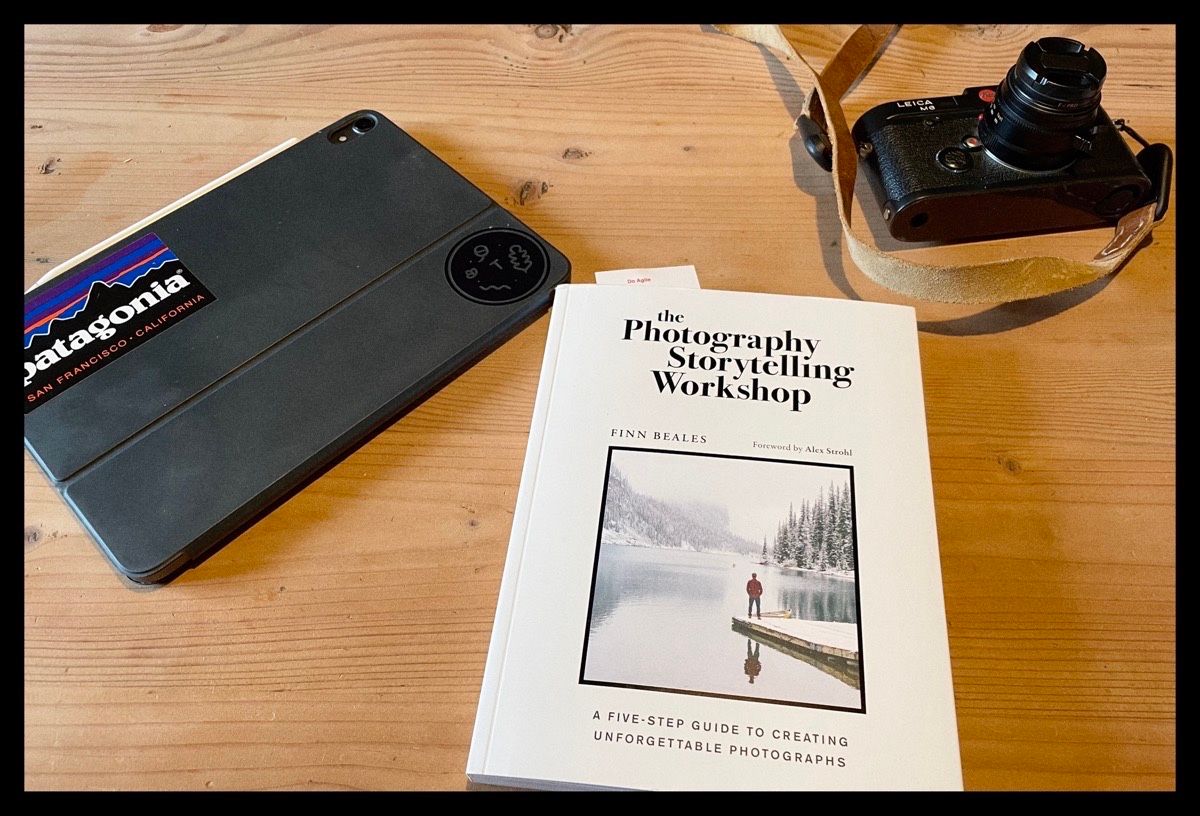 LEICA
M6
patagonia®
SAN FRANCISCO · CALIFORNIA
Do Agile
the
Photography
Storytelling
Workshop
FINN BEALES
Foreword by Alex Strohl
A FIVE-STEP GUIDE TO CREATING
UNFORGETTABLE PHOTOGRAPHS